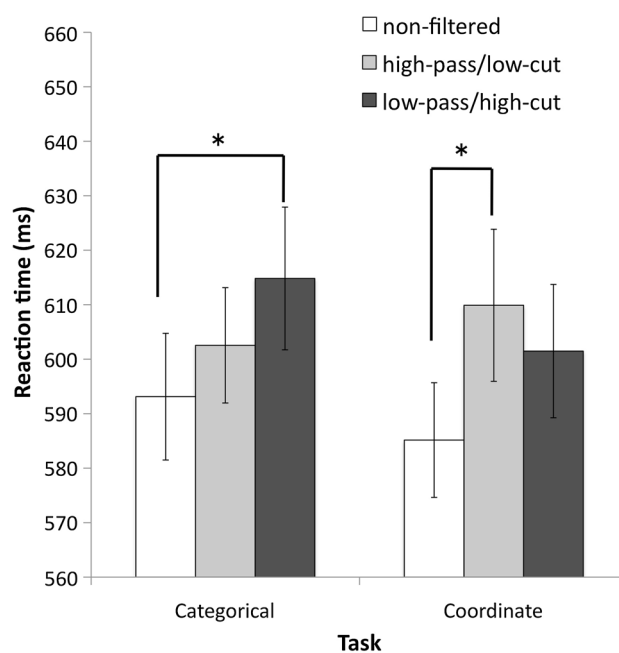 non-filtered
high-pass/low-cut
low-pass/high-cut
*
*
Reaction time (ms)
660
650
640
630
620
610
600
590
580
570
560
Categorical
Coordinate
Task